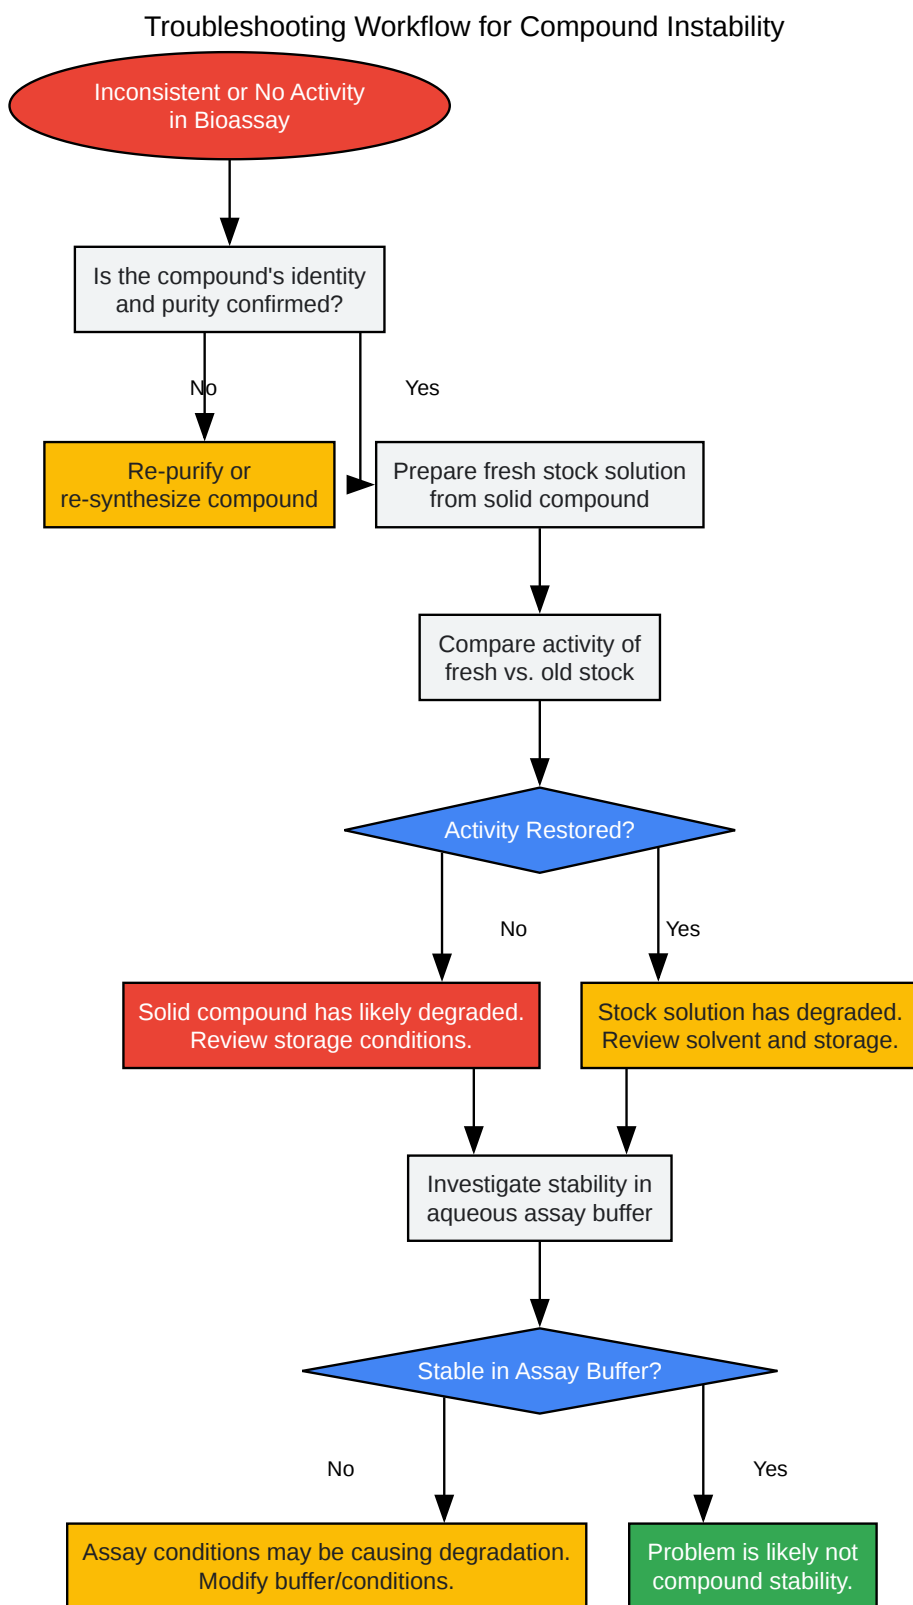 Troubleshooting Workflow for Compound Instability
Inconsistent or No Activity
in Bioassay
Is the compound's identity
and purity confirmed?
No
Yes
Re-purify or
re-synthesize compound
Prepare fresh stock solution
from solid compound
Compare activity of
fresh vs. old stock
Activity Restored?
No
Yes
Solid compound has likely degraded.
Review storage conditions.
Stock solution has degraded.
Review solvent and storage.
Investigate stability in
aqueous assay buffer
Stable in Assay Buffer?
No
Yes
Assay conditions may be causing degradation.
Modify buffer/conditions.
Problem is likely not
compound stability.